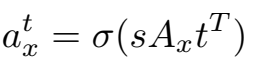 a_x^t = σ(sA_x t^T)